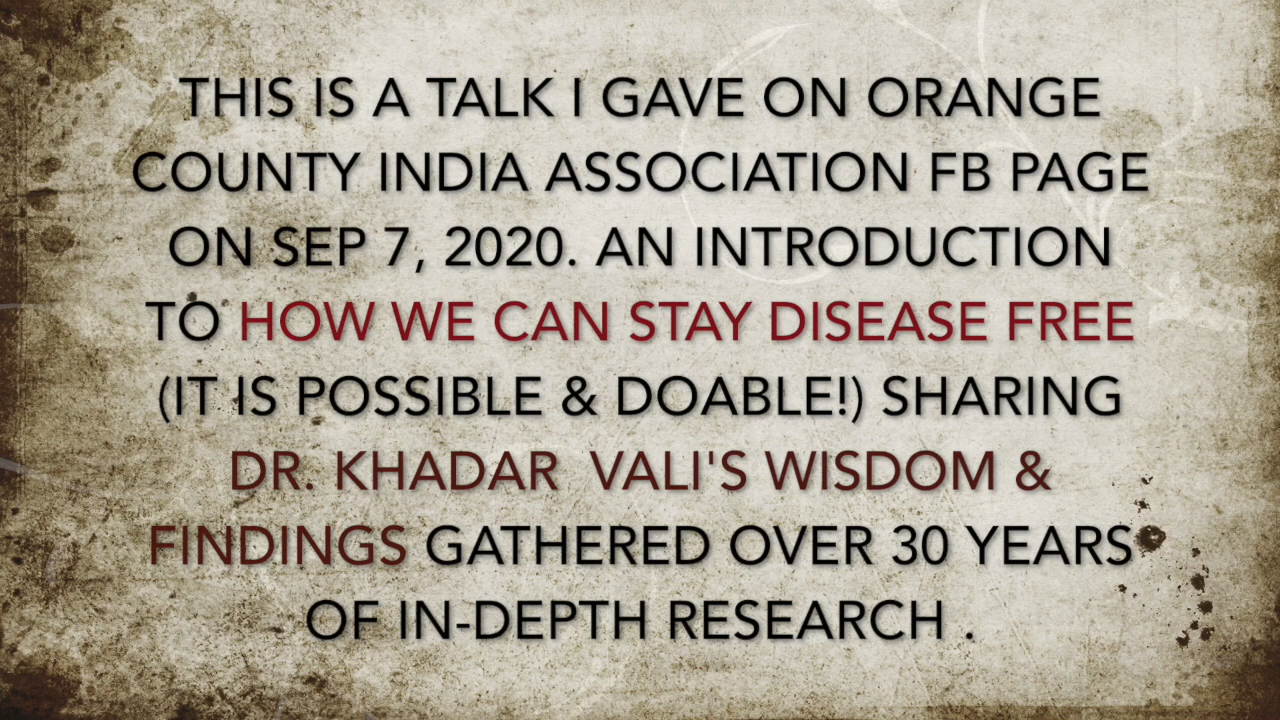 THIS IS A TALK I GAVE ON ORANGE
COUNTY INDIA ASSOCIATION FB PAGE
ON SEP 7, 2020. AN INTRODUCTION
TO HOW WE CAN STAY DISEASE FREE
(IT IS POSSIBLE & DOABLE!) SHARING
DR. KHADAR  VALI'S WISDOM &
FINDINGS GATHERED OVER 30 YEARS
OF IN-DEPTH RESEARCH .